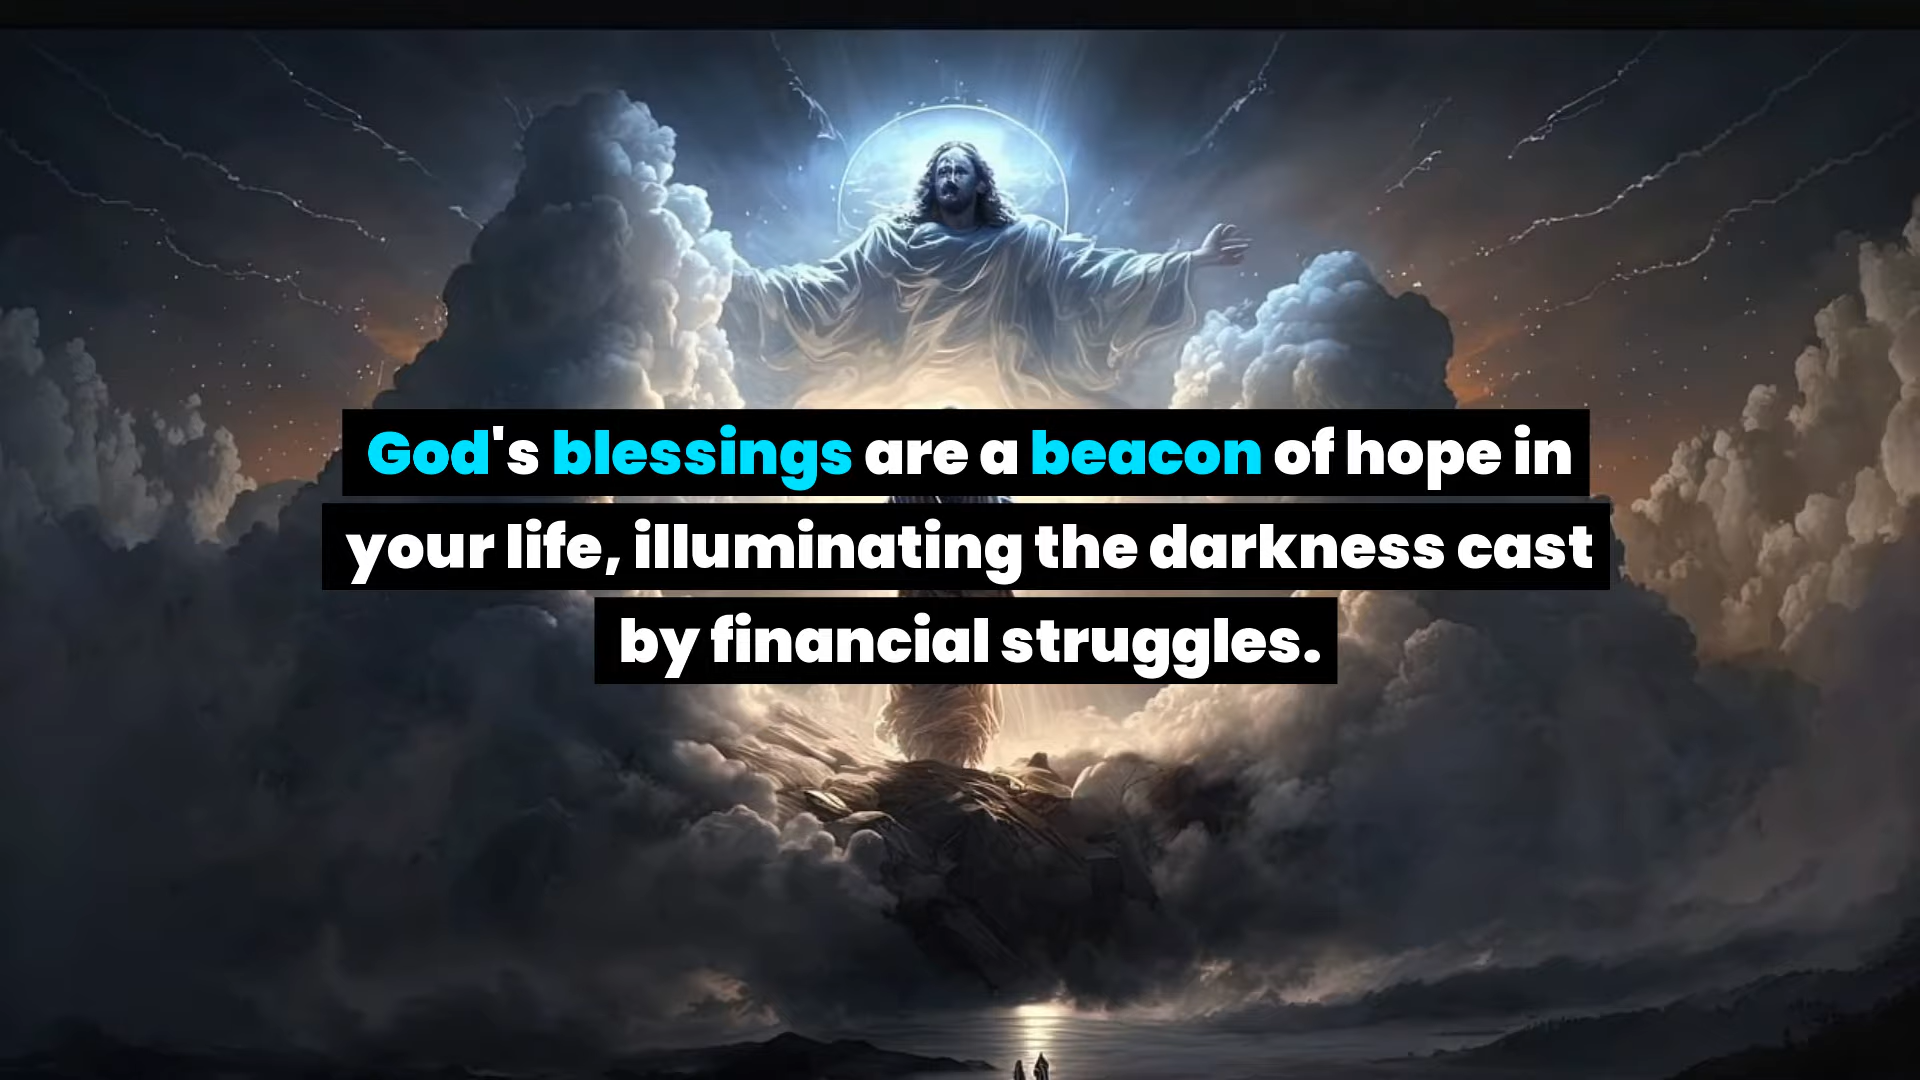 God's blessings are a beacon of hope in
your life, illuminating the darkness cast
by financial struggles.